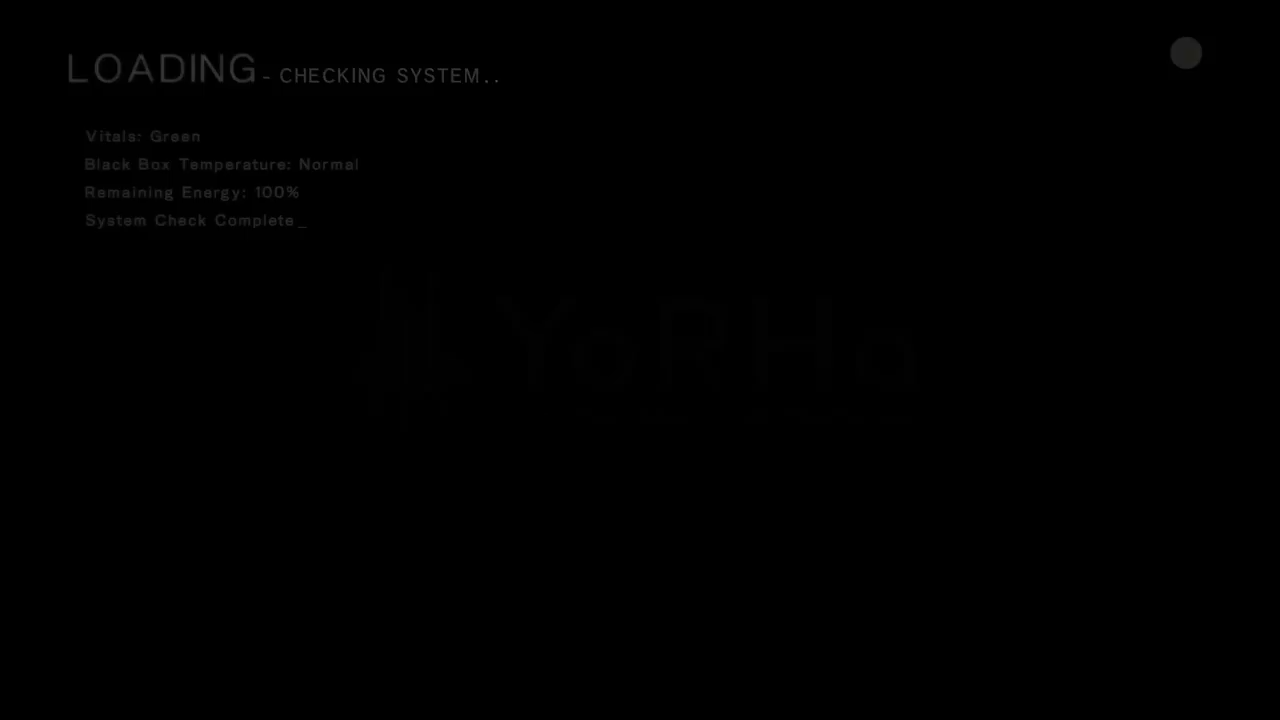 LOADING - CHECKING SYSTEM..
Vitals: Green
Black Box Temperature: Normal
Remaining Energy: 100%
System Check Complete_
YoRHa